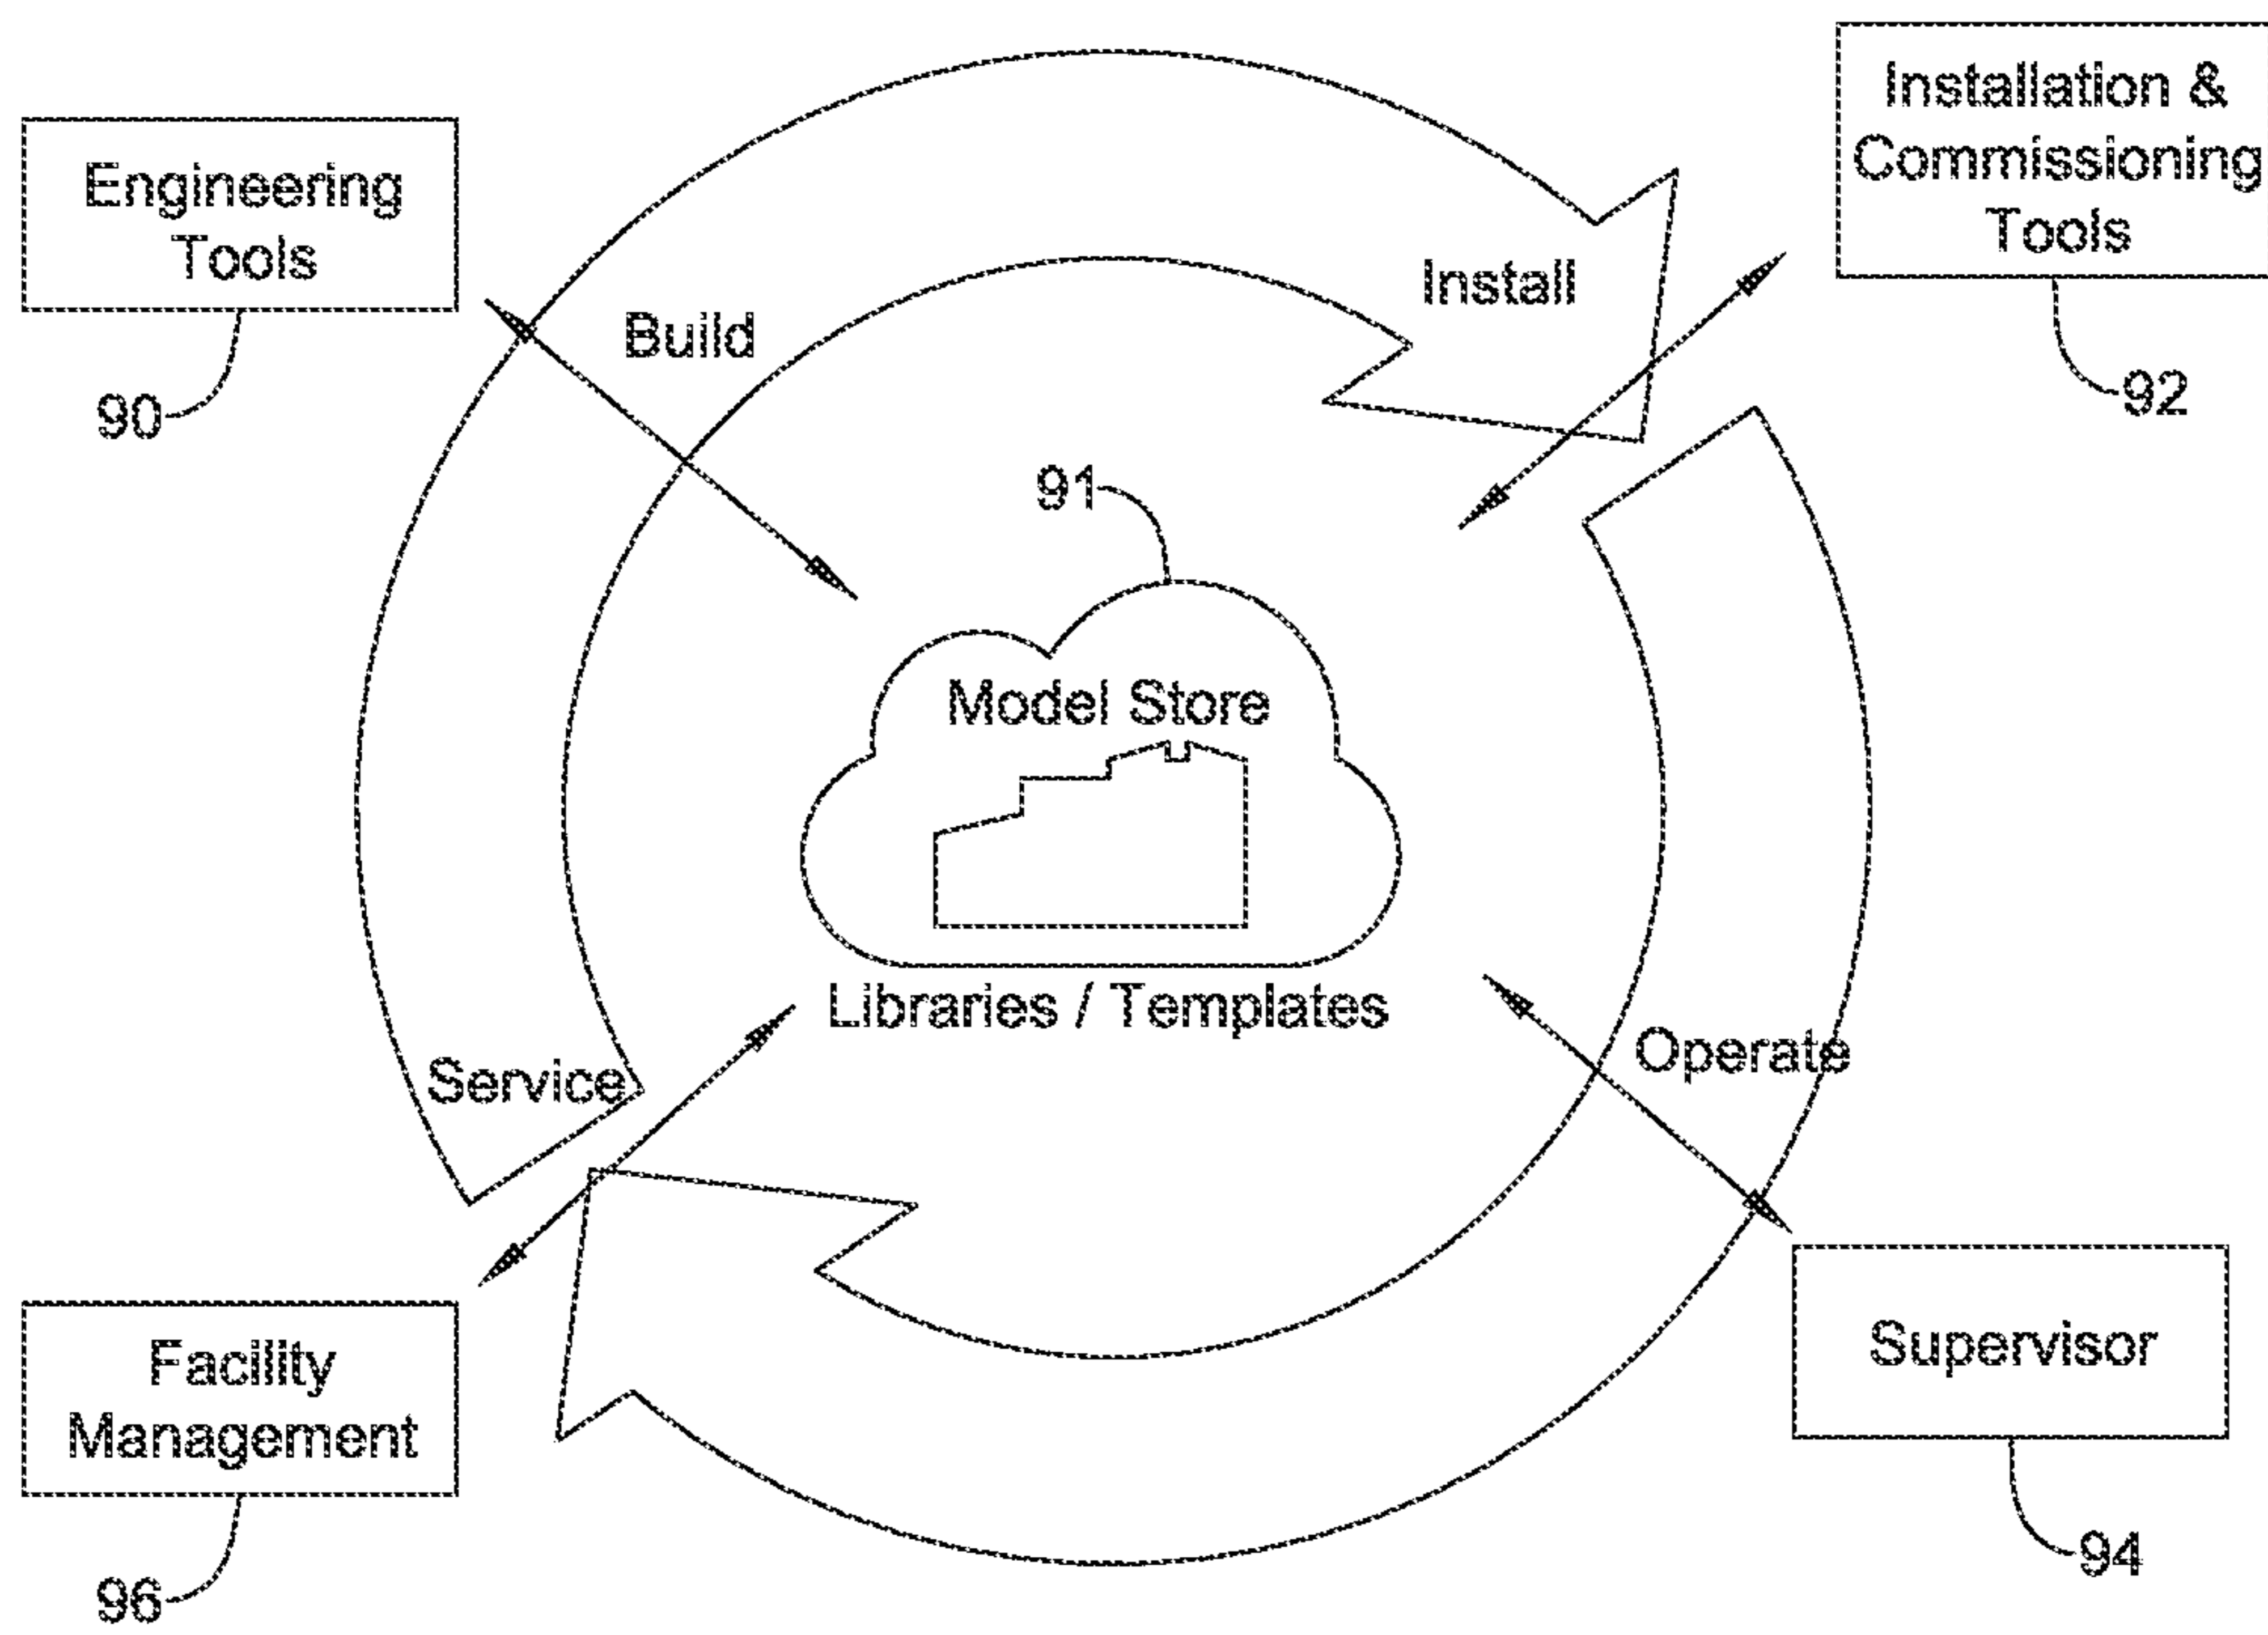 Installation &
Commissioning
Tools
Engineering
Tools
Install
Build
90
92
91
Model Store
Libraries / Templates
Operate
Service
Supervisor
Facility
Management
94
96